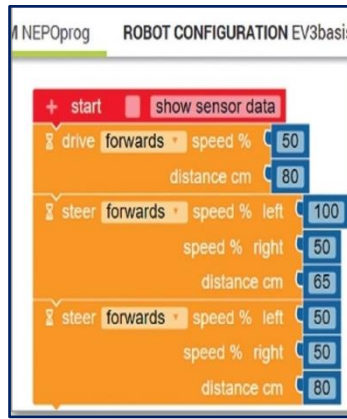 NEPOprog ROBOT CONFIGURATION EV3basis
+ start show sensor data
drive forwards speed % 50
distance cm 80
steer forwards speed % left 100
speed % right 50
distance cm 65
steer forwards speed % left 50
speed % right 50
distance cm 80